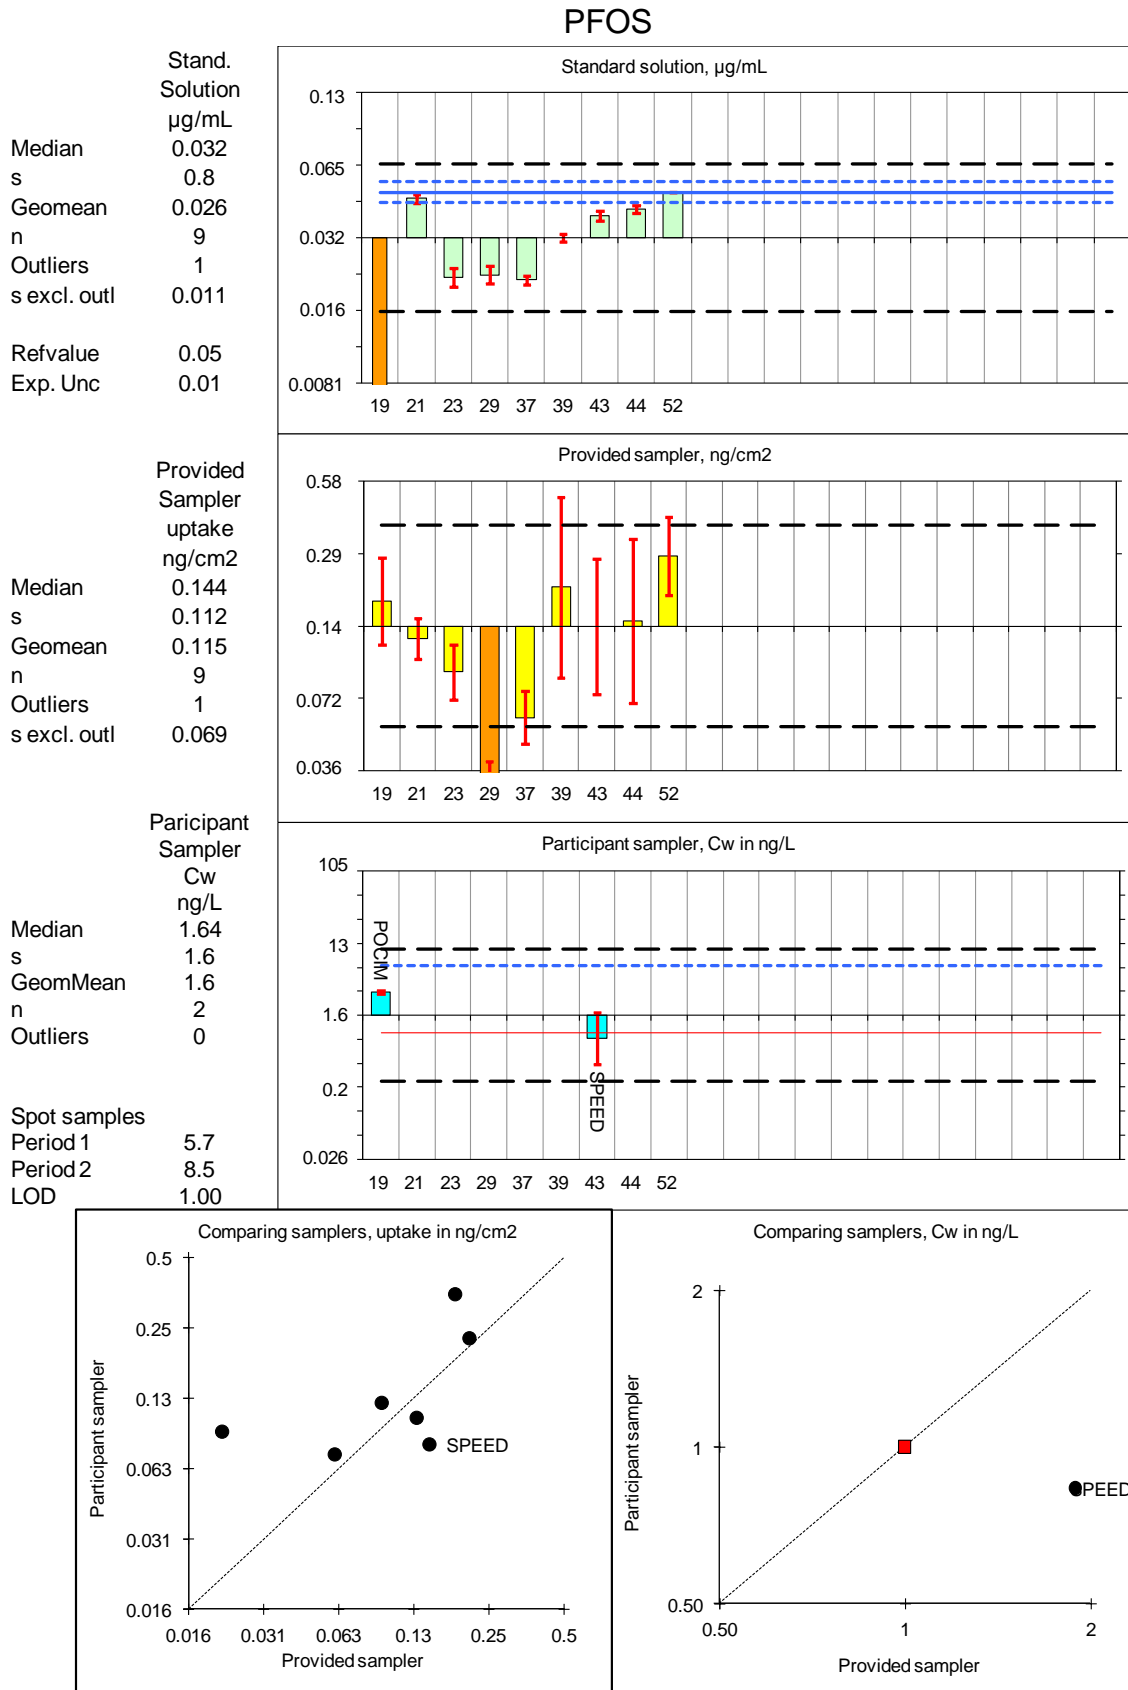 PFOS
Stand.
Solution
µg/mL
Median 0.032
s 0.8
Geomean 0.026
n 9
Outliers 1
s excl. outl 0.011
Refvalue 0.05
Exp. Unc 0.01
Standard solution, µg/mL
0.13
0.065
0.032
0.016
0.0081
19 21 23 29 37 39 43 44 52
Provided
Sampler
uptake
ng/cm2
Median 0.144
s 0.112
Geomean 0.115
n 9
Outliers 1
s excl. outl 0.069
Provided sampler, ng/cm2
0.58
0.29
0.14
0.072
0.036
19 21 23 29 37 39 43 44 52
Paricipant
Sampler
Cw
ng/L
Median 1.64
s 1.6
GeomMean 1.6
n 2
Outliers 0
Spot samples
Period 1 5.7
Period 2 8.5
LOD 1.00
Participant sampler, Cw in ng/L
105
13
1.6
0.2
0.026
POCIM
SPEED
19 21 23 29 37 39 43 44 52
Comparing samplers, uptake in ng/cm2
Participant sampler
0.5
0.25
0.13
0.063
0.031
0.016
SPEED
0.016 0.031 0.063 0.13 0.25 0.5
Provided sampler
Comparing samplers, Cw in ng/L
Participant sampler
2
1
0.50
PEED
0.50 1 2
Provided sampler